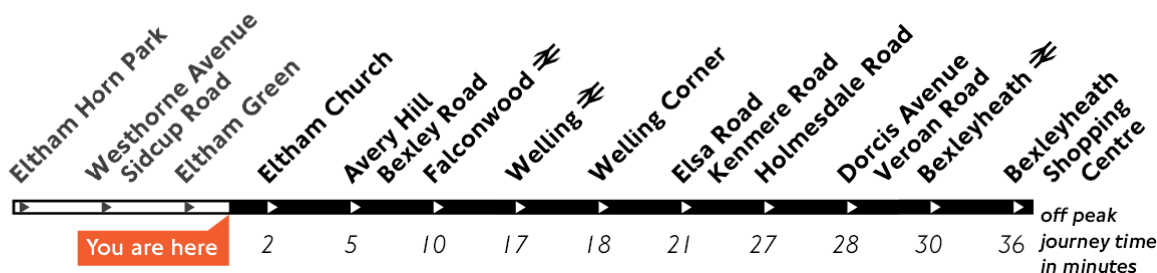 Eltham Horn Park
Westhorne Avenue
Sidcup Road
Eltham Green
Eltham Church
Avery Hill
Bexley Road
Falconwood
Welling
Welling Corner
Elsa Road
Kenmere Road
Holmesdale Road
Dorcis Avenue
Veroan Road
Bexleyheath
Bexleyheath
Shopping
Centre
You are here
2 5 10 17 18 21 27 28 30 36
off peak
journey time
in minutes